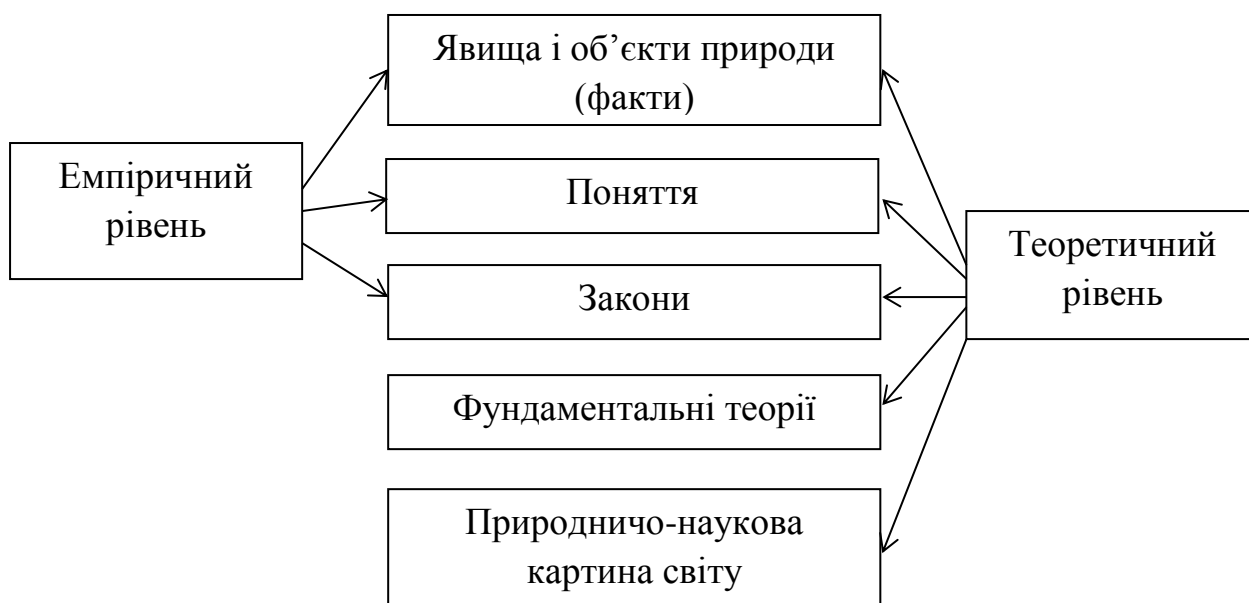 Явища і об’єкти природи
(факти)
Емпіричний
рівень
Поняття
Теоретичний
рівень
Закони
Фундаментальні теорії
Природничо-наукова
картина світу